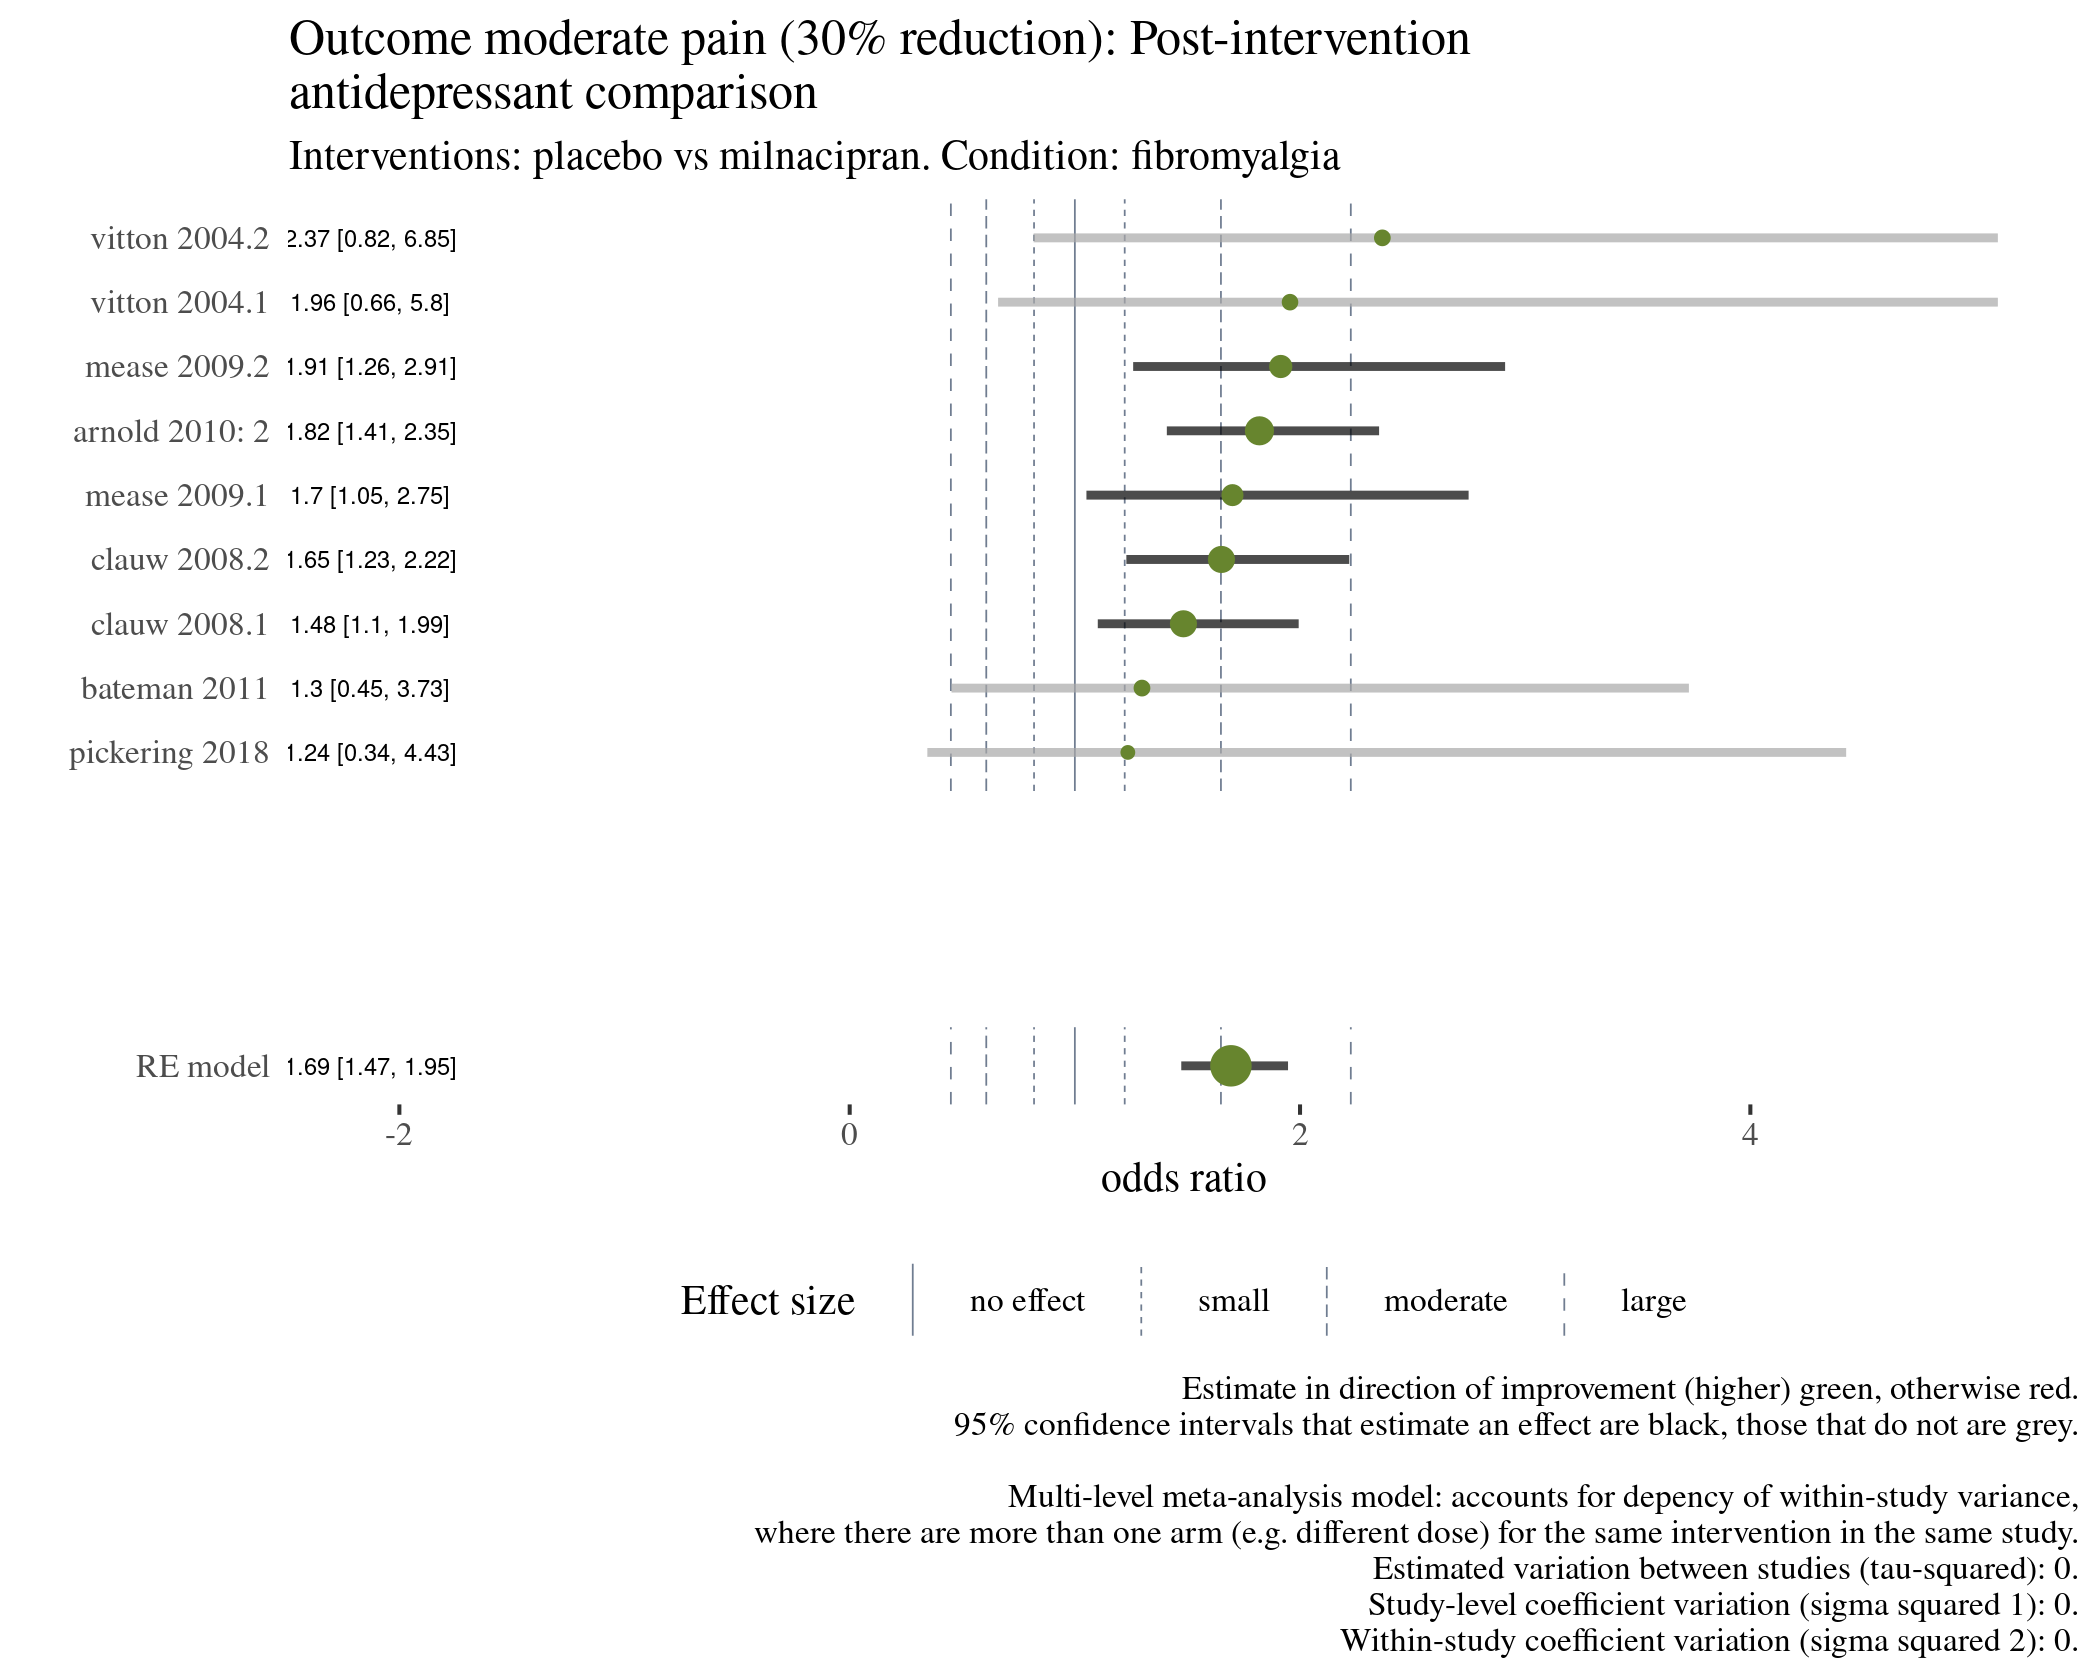 Outcome moderate pain (30% reduction): Post-intervention
antidepressant comparison
Interventions: placebo vs milnacipran. Condition: fibromyalgia
vitton 2004.2 2.37 [0.82, 6.85]
vitton 2004.1 1.96 [0.66, 5.8]
mease 2009.2 1.91 [1.26, 2.91]
arnold 2010: 2 1.82 [1.41, 2.35]
mease 2009.1 1.7 [1.05, 2.75]
clauw 2008.2 1.65 [1.23, 2.22]
clauw 2008.1 1.48 [1.1, 1.99]
bateman 2011 1.3 [0.45, 3.73]
pickering 2018 1.24 [0.34, 4.43]
RE model 1.69 [1.47, 1.95]
-2 0 2 4
odds ratio
Effect size no effect small moderate large
Estimate in direction of improvement (higher) green, otherwise red.
95% confidence intervals that estimate an effect are black, those that do not are grey.
Multi-level meta-analysis model: accounts for depency of within-study variance,
where there are more than one arm (e.g. different dose) for the same intervention in the same study.
Estimated variation between studies (tau-squared): 0.
Study-level coefficient variation (sigma squared 1): 0.
Within-study coefficient variation (sigma squared 2): 0.